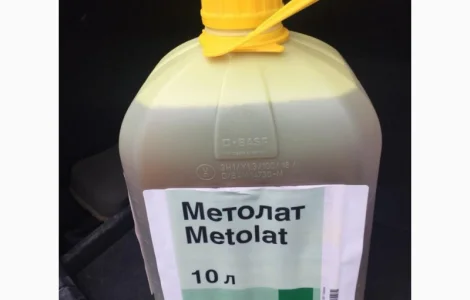 Метолат
Metolat
10 л